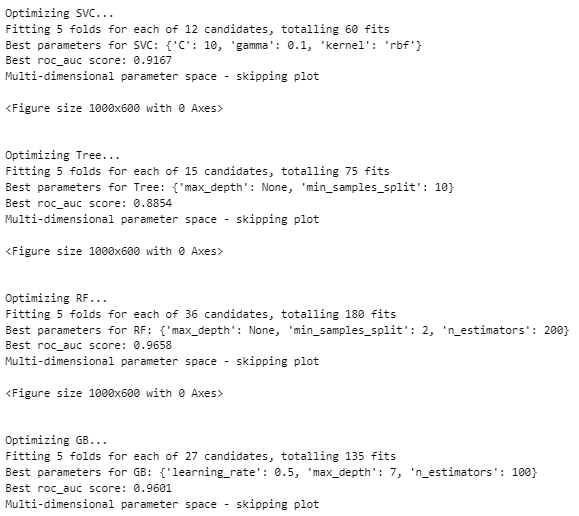 Optimizing SVC...
Fitting 5 folds for each of 12 candidates, totalling 60 fits
Best parameters for SVC: {'C': 10, 'gamma': 0.1, 'kernel': 'rbf'}
Best roc_auc score: 0.9167
Multi-dimensional parameter space - skipping plot
<Figure size 1000x600 with 0 Axes>
Optimizing Tree...
Fitting 5 folds for each of 15 candidates, totalling 75 fits
Best parameters for Tree: {'max_depth': None, 'min_samples_split': 10}
Best roc_auc score: 0.8854
Multi-dimensional parameter space - skipping plot
<Figure size 1000x600 with 0 Axes>
Optimizing RF...
Fitting 5 folds for each of 36 candidates, totalling 180 fits
Best parameters for RF: {'max_depth': None, 'min_samples_split': 2, 'n_estimators': 200}
Best roc_auc score: 0.9658
Multi-dimensional parameter space - skipping plot
<Figure size 1000x600 with 0 Axes>
Optimizing GB...
Fitting 5 folds for each of 27 candidates, totalling 135 fits
Best parameters for GB: {'learning_rate': 0.5, 'max_depth': 7, 'n_estimators': 100}
Best roc_auc score: 0.9601
Multi-dimensional parameter space - skipping plot